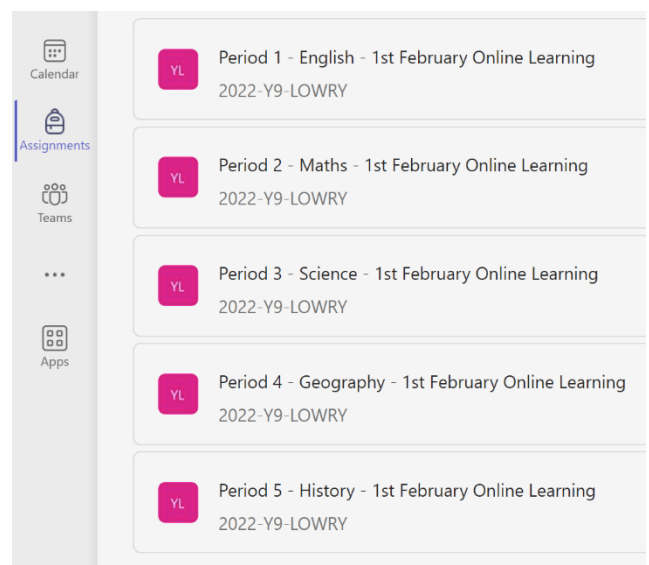 Calendar
Assignments
Teams
Apps
YL
Period 1 - English - 1st February Online Learning
2022-Y9-LOWRY
YL
Period 2 - Maths - 1st February Online Learning
2022-Y9-LOWRY
YL
Period 3 - Science - 1st February Online Learning
2022-Y9-LOWRY
YL
Period 4 - Geography - 1st February Online Learning
2022-Y9-LOWRY
YL
Period 5 - History - 1st February Online Learning
2022-Y9-LOWRY